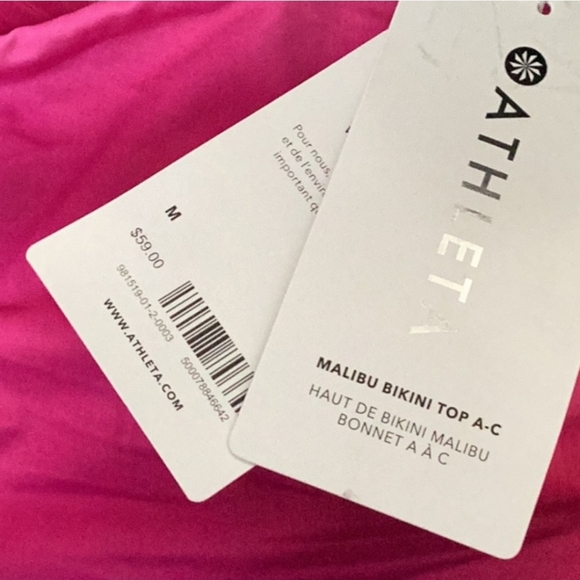 ATHLETA
MALIBU BIKINI TOP A-C
HAUT DE BIKINI MALIBU
BONNET A À C
Pour nous,
et de l'envir
important q
M
$59.00
981519-01-2-0003
500078846642
WWW.ATHLETA.COM